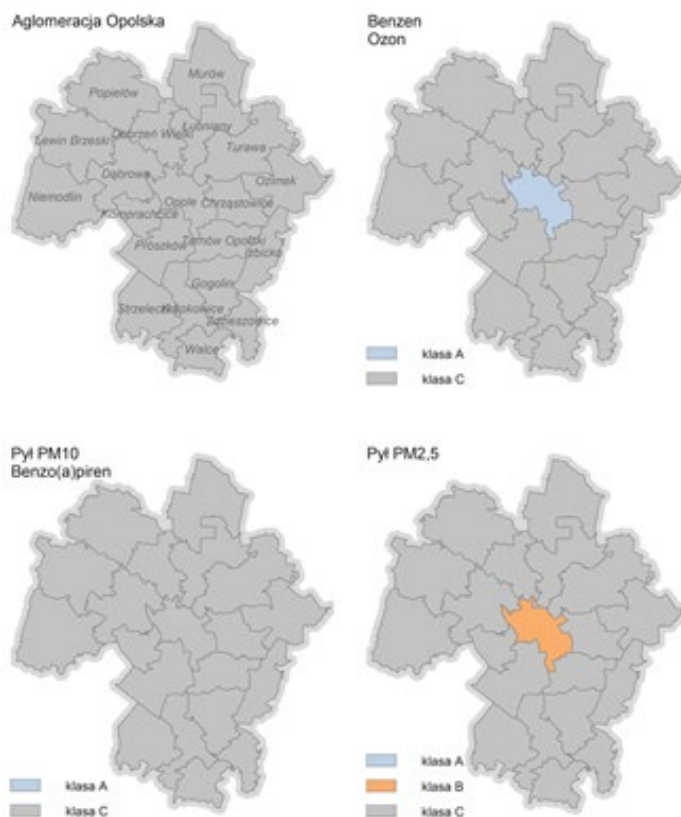 Aglomeracja Opolska
Murów
Popielów
Dobrzeń Wielki
Łubniany
Lewin Brzeski
Turawa
Dąbrowa
Ozimek
Niemodlin
Opole
Chrząstowice
Komprachcice
Prószków
Tarnów Opolski
Izbicko
Gogolin
Krapkowice
Zdzieszowice
Walce
Benzen
Ozon
klasa A
klasa C
Pył PM10
Benzo(a)piren
klasa A
klasa C
Pył PM2,5
klasa A
klasa B
klasa C